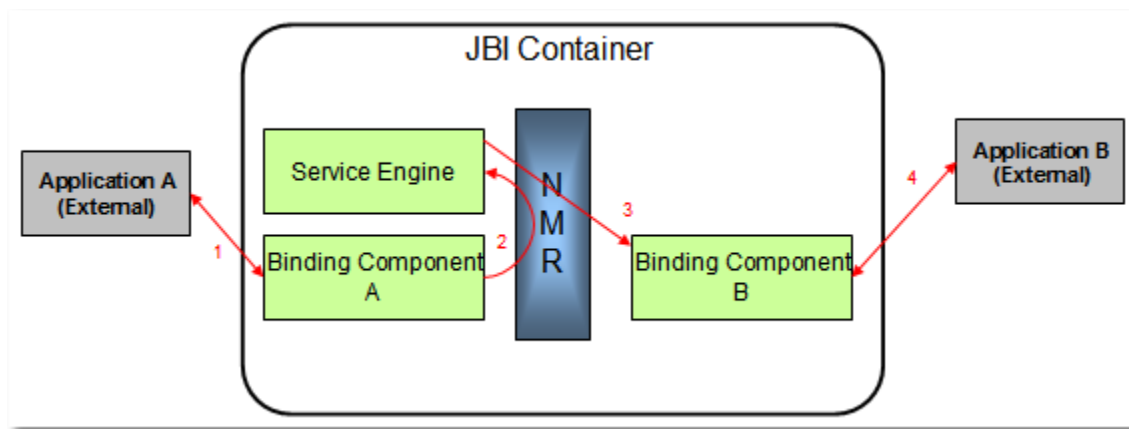 JBI Container
Application A
(External)
Service Engine
Binding Component
A
N
M
R
Binding Component
B
Application B
(External)
1
2
3
4